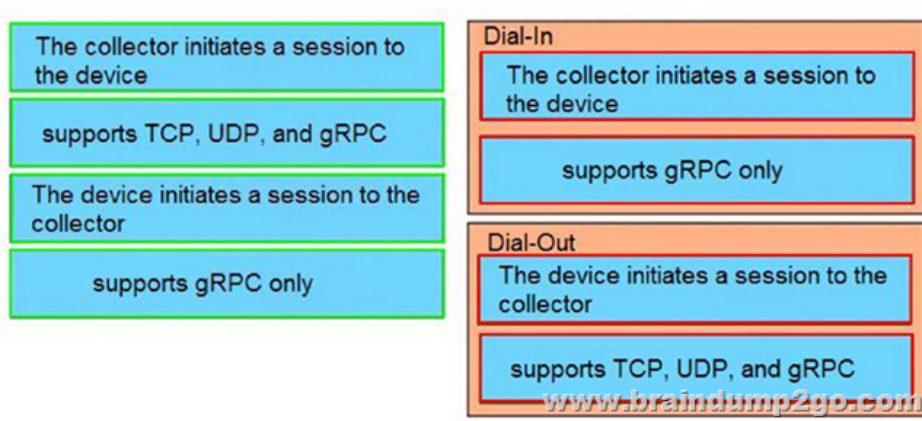 The collector initiates a session to
the device
supports TCP, UDP, and gRPC
The device initiates a session to the
collector
supports gRPC only
Dial-In
The collector initiates a session to
the device
supports gRPC only
Dial-Out
The device initiates a session to the
collector
supports TCP, UDP, and gRPC
www.braindump2go.com